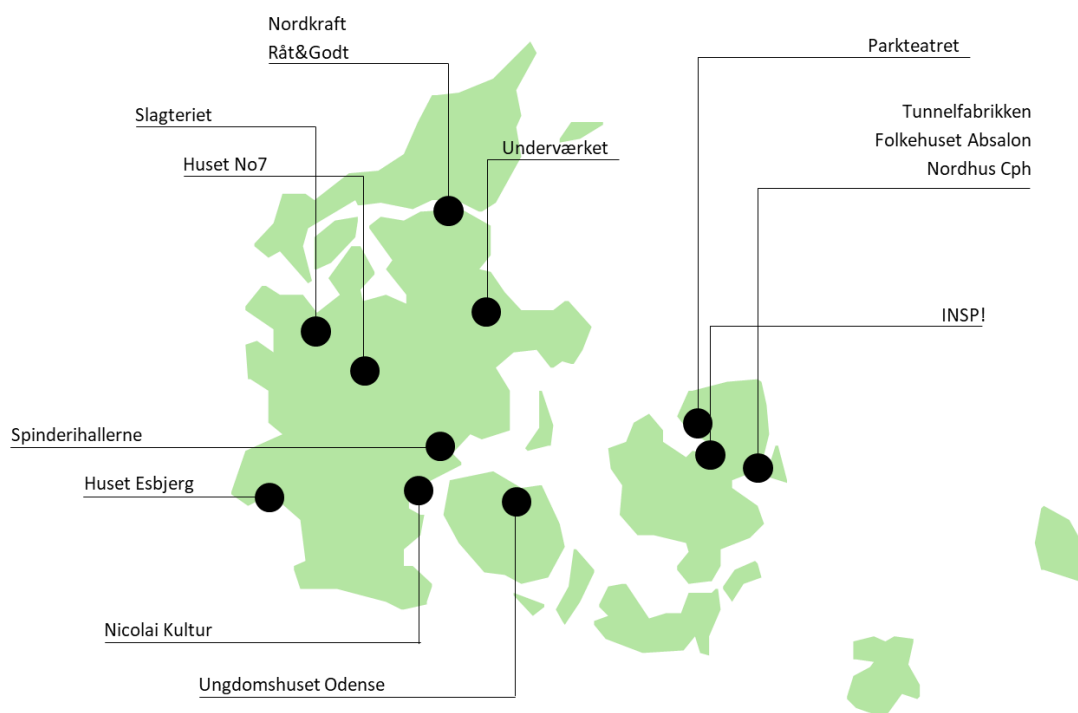 Nordkraft
Råt&Godt
Parkteatret
Slagteriet
Tunnelfabrikken
Folkehuset Absalon
Nordhus Cph
Underværket
Huset No7
INSP!
Spinderihallerne
Huset Esbjerg
Nicolai Kultur
Ungdomshuset Odense